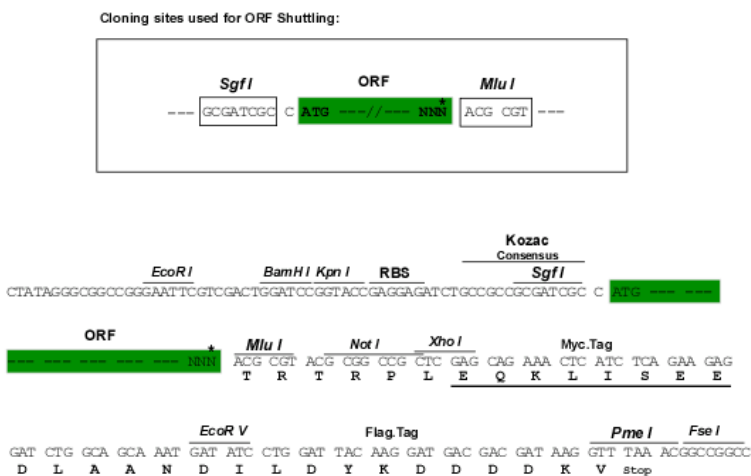 Cloning sites used for ORF Shuttling:
Sgf I ORF Mlu I
--- GCGATCGC C ATG ---//--- NNN* ACG CGT ---
Kozac
Consensus
EcoR I BamH I Kpn I RBS Sgf I
CTATAGGGCGGCCGGGAATTCGTCGACTGGATCCGGTACCGAGGAGATCTGCCGCCGCGATCGC C ATG --- ---
ORF
Mlu I Not I Xho I Myc.Tag
--- --- --- --- --- --- NNN* ACG CGT ACG CGG CCG CTC GAG CAG AAA CTC ATC TCA GAA GAG
T R T R P L E Q K L I S E E
EcoR V Flag.Tag Pme I Fse I
GAT CTG GCA GCA AAT GAT ATC CTG GAT TAC AAG GAT GAC GAC GAT AAG GTT TAA ACGGCCGGCC
D L A A N D I L D Y K D D D D K V Stop